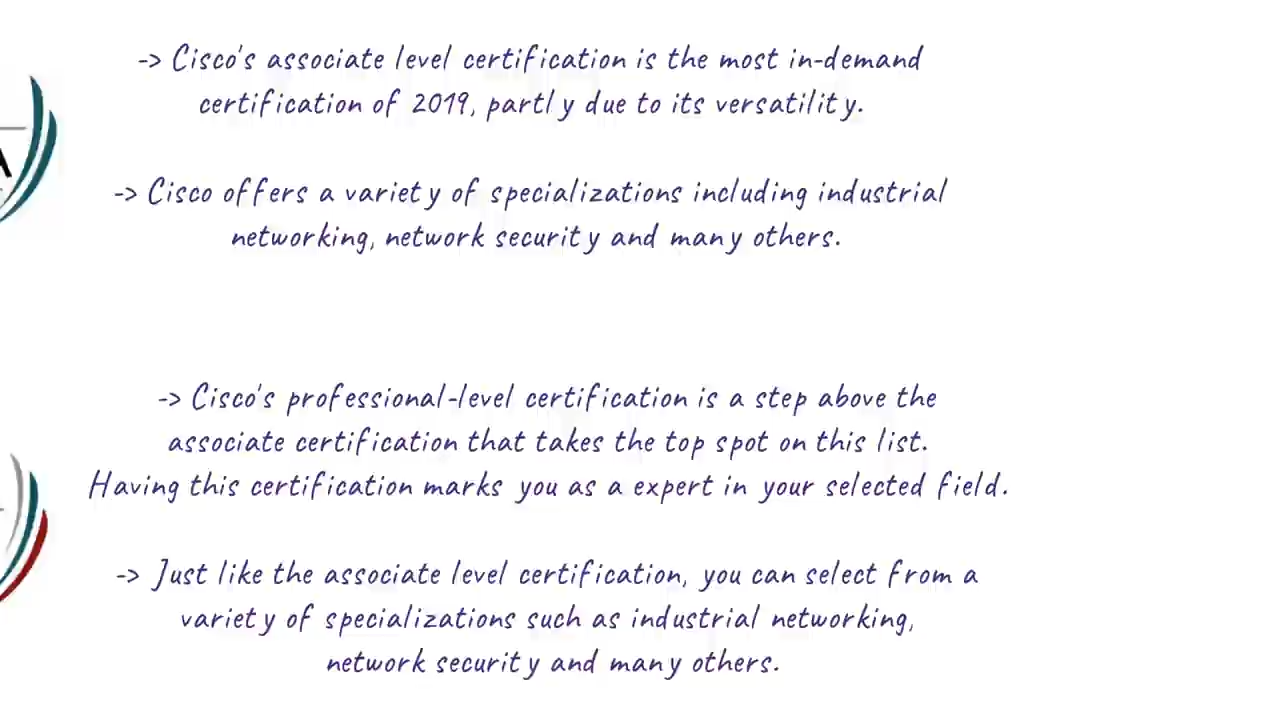 -> Cisco's associate level certification is the most in-demand
certification of 2019, partly due to its versatility.
A
-> Cisco offers a variety of specializations including industrial
networking, network security and many others.
-> Cisco's professional-level certification is a step above the
associate certification that takes the top spot on this list.
Having this certification marks you as a expert in your selected field.
-> Just like the associate level certification, you can select from a
variety of specializations such as industrial networking,
network security and many others.